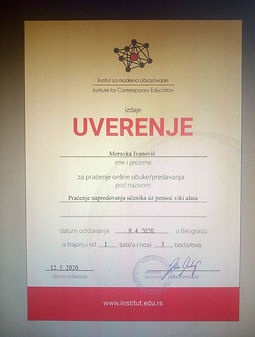 Institut za moderno obrazovanje
Institute for Contemporary Education
izdaje
UVERENJE
Moravka Ivanović
ime i prezime
za praćenje online obuke/predavanja
pod nazivom
Praćenje napredovanja učenika uz pomoć viki alata
datum održavanja 9. 4. 2020 u Beogradu
u trajanju od 1 sat/a i nosi 3 boda/ova.
12. 5. 2020
datum izdavanja
www.institut.edu.rs